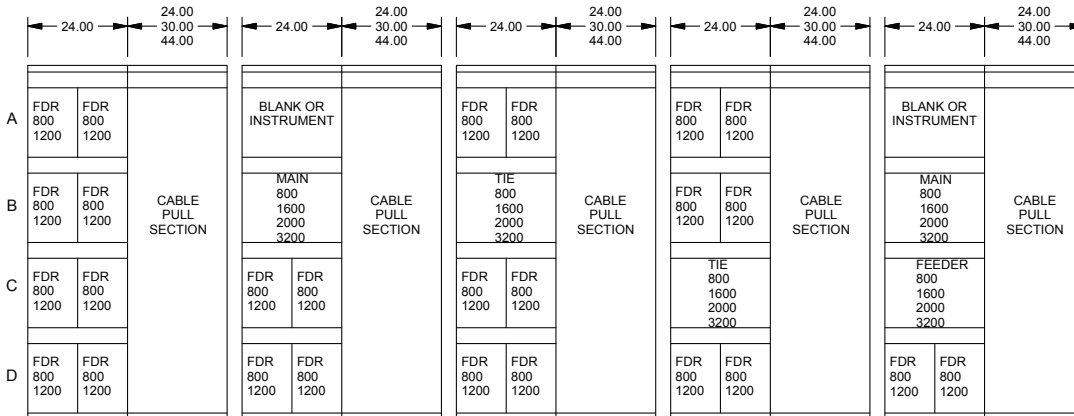 24.00
24.00
30.00
44.00
24.00
24.00
30.00
44.00
24.00
24.00
30.00
44.00
24.00
24.00
30.00
44.00
24.00
24.00
30.00
44.00
A
FDR
800
1200
FDR
800
1200
BLANK OR
INSTRUMENT
FDR
800
1200
FDR
800
1200
FDR
800
1200
FDR
800
1200
BLANK OR
INSTRUMENT
B
FDR
800
1200
FDR
800
1200
CABLE
PULL
SECTION
MAIN
800
1600
2000
3200
CABLE
PULL
SECTION
TIE
800
1600
2000
3200
CABLE
PULL
SECTION
FDR
800
1200
FDR
800
1200
CABLE
PULL
SECTION
MAIN
800
1600
2000
3200
CABLE
PULL
SECTION
C
FDR
800
1200
FDR
800
1200
FDR
800
1200
FDR
800
1200
FDR
800
1200
FDR
800
1200
TIE
800
1600
2000
3200
FEEDER
800
1600
2000
3200
D
FDR
800
1200
FDR
800
1200
FDR
800
1200
FDR
800
1200
FDR
800
1200
FDR
800
1200
FDR
800
1200
FDR
800
1200
FDR
800
1200
FDR
800
1200